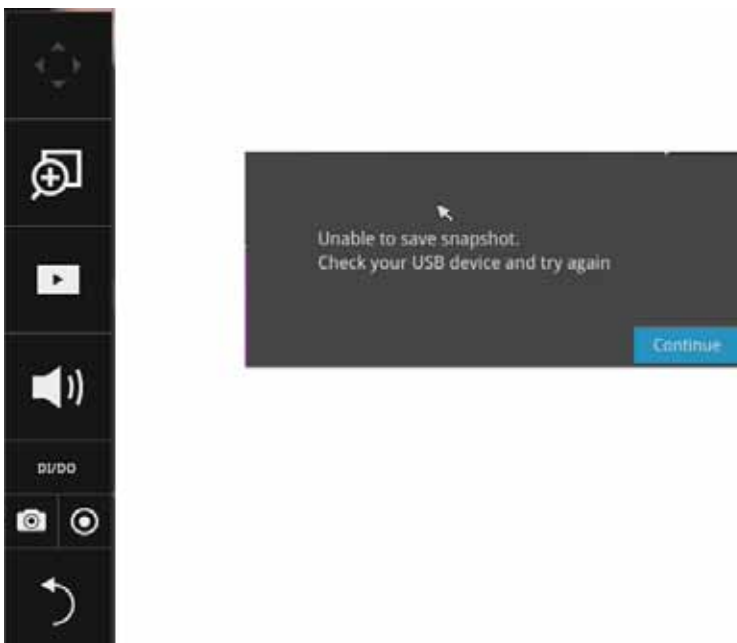 Unable to save snapshot.
Check your USB device and try again
Continue
DI/DO